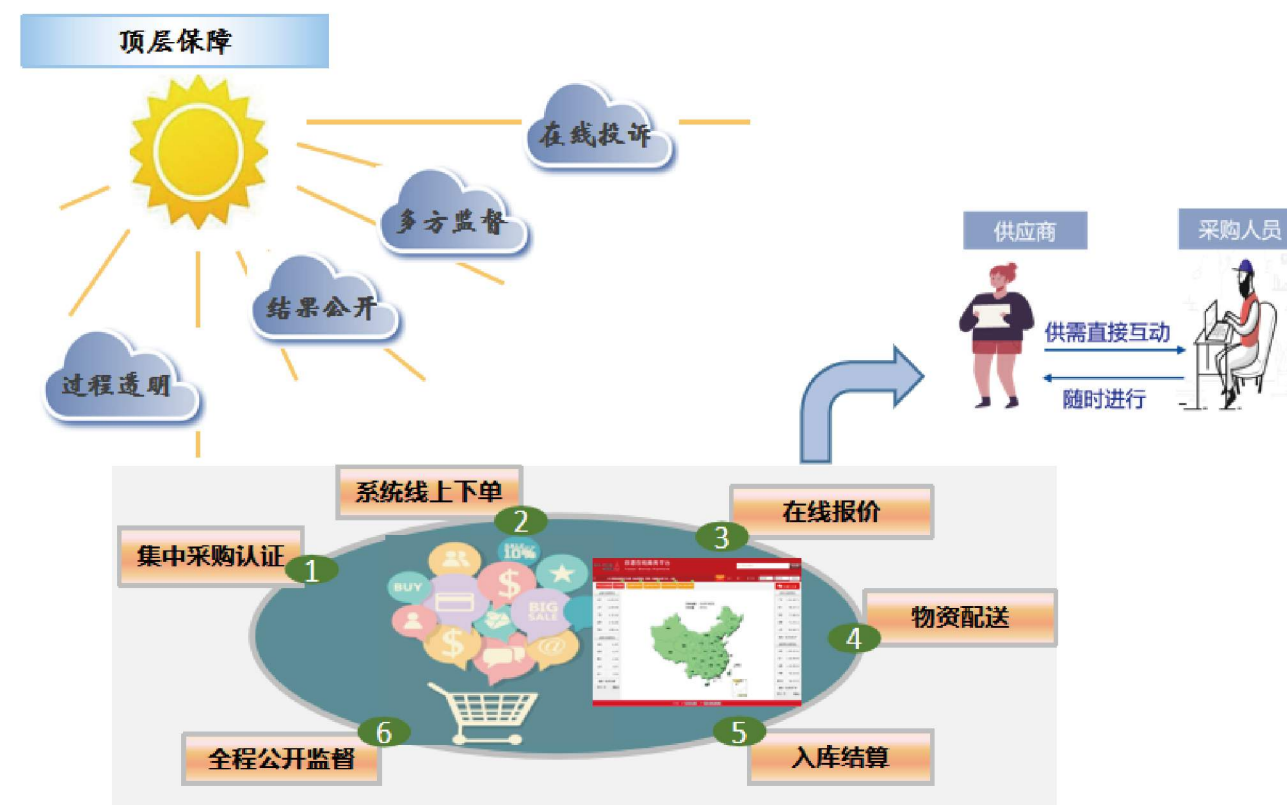 顶层保障
在线投诉
多方监督
结果公开
过程透明
供应商
采购人员
供需直接互动
随时进行
系统线上下单
2
在线报价
3
集中采购认证
1
SALE
10%
BUY
$
BIG
SALE
$
@
物资配送
4
全程公开监督
6
入库结算
5